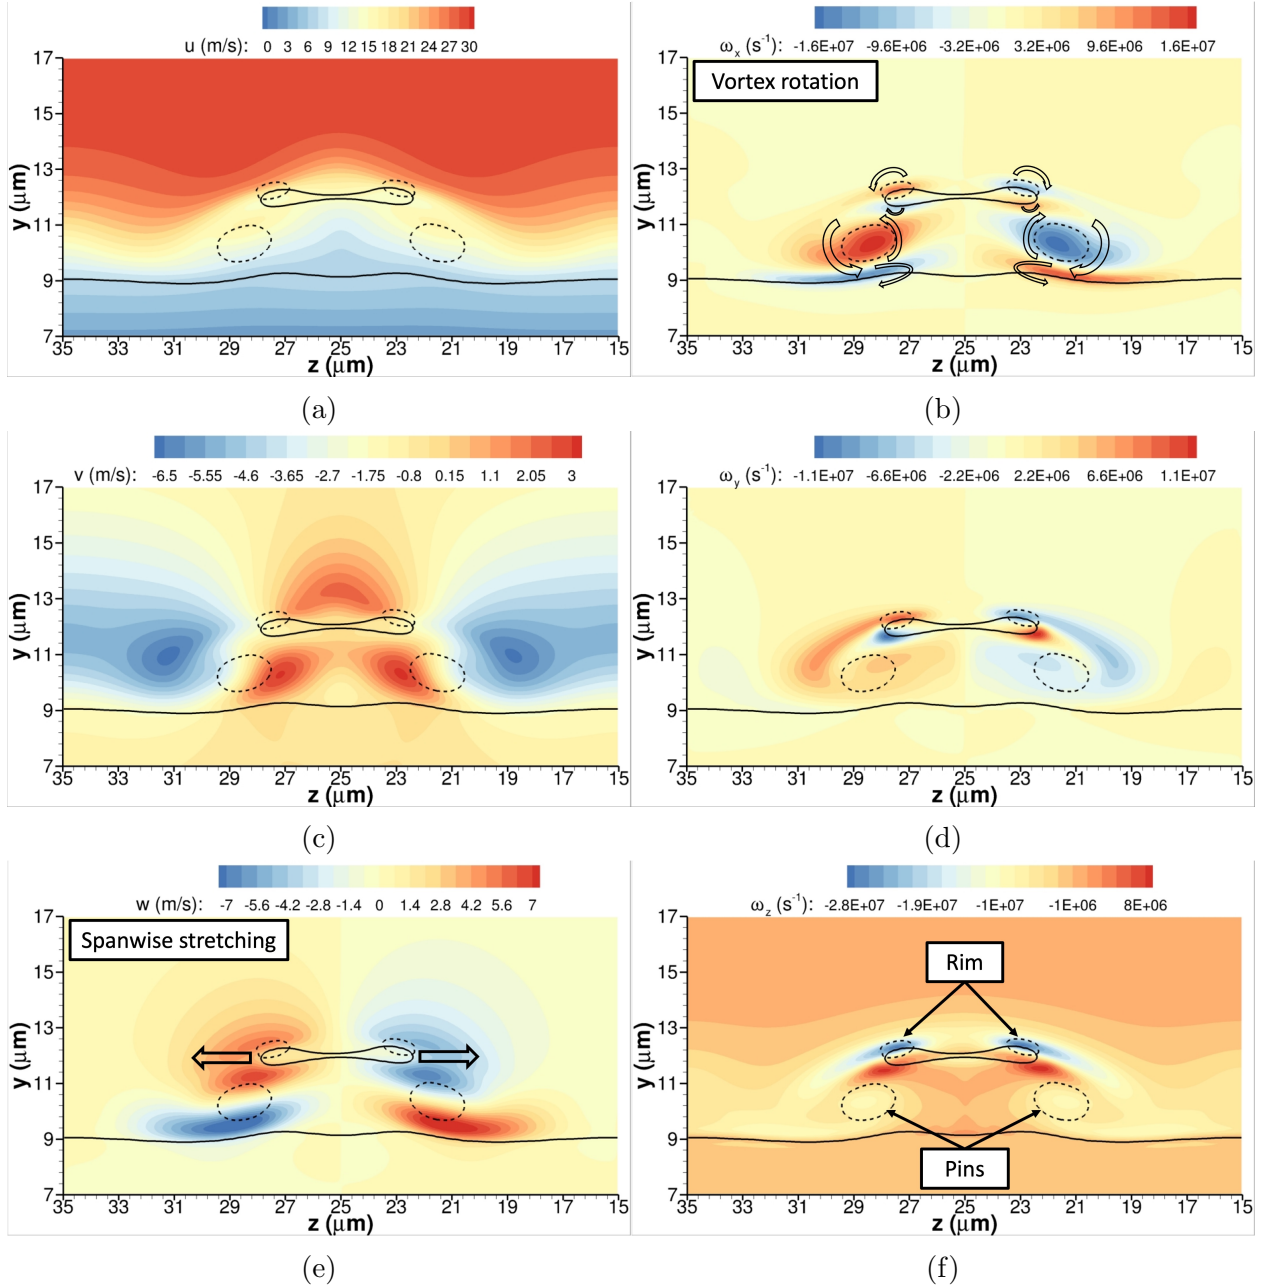 u (m/s): 0 3 6 9 12 15 18 21 24 27 30
17
15
13
11
9
7
y (μm)
35 33 31 29 27 25 23 21 19 17 15
z (μm)
(a)
ωx (s-1): -1.6E+07 -9.6E+06 -3.2E+06 3.2E+06 9.6E+06 1.6E+07
Vortex rotation
17
15
13
11
9
7
y (μm)
35 33 31 29 27 25 23 21 19 17 15
z (μm)
(b)
v (m/s): -6.5 -5.55 -4.6 -3.65 -2.7 -1.75 -0.8 0.15 1.1 2.05 3
17
15
13
11
9
7
y (μm)
35 33 31 29 27 25 23 21 19 17 15
z (μm)
(c)
ωy (s-1): -1.1E+07 -6.6E+06 -2.2E+06 2.2E+06 6.6E+06 1.1E+07
17
15
13
11
9
7
y (μm)
35 33 31 29 27 25 23 21 19 17 15
z (μm)
(d)
w (m/s): -7 -5.6 -4.2 -2.8 -1.4 0 1.4 2.8 4.2 5.6 7
Spanwise stretching
17
15
13
11
9
7
y (μm)
35 33 31 29 27 25 23 21 19 17 15
z (μm)
(e)
ωz (s-1): -2.8E+07 -1.9E+07 -1E+07 -1E+06 8E+06
Rim
Pins
17
15
13
11
9
7
y (μm)
35 33 31 29 27 25 23 21 19 17 15
z (μm)
(f)